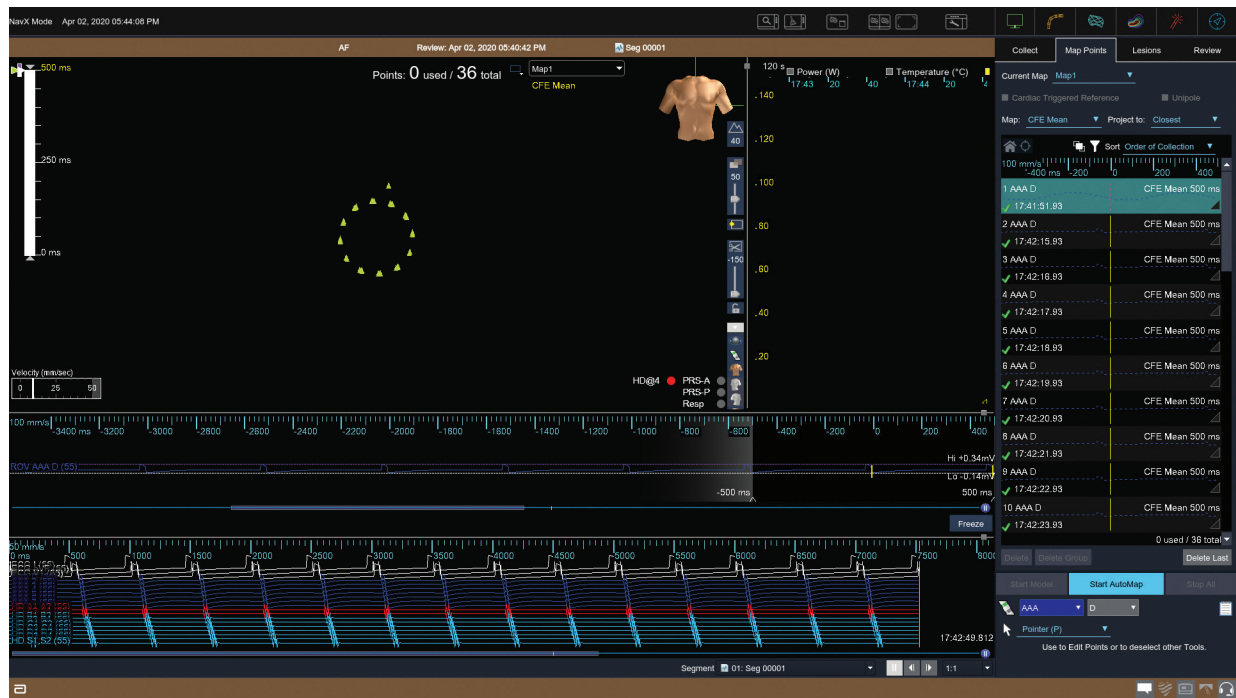 NavX Mode Apr 02, 2020 05:44:08 PM
AF Review: Apr 02, 2020 05:40:42 PM Seg 00001
Collect Map Points Lesions Review
Current Map Map1
Cardiac Triggered Reference Unipole
Map: CFE Mean Project to: Closest
Sort Order of Collection
100 mm/s
-400 ms -200 0 200 400
1 AAA D CFE Mean 500 ms
17:41:51.93
2 AAA D CFE Mean 500 ms
17:42:15.93
3 AAA D CFE Mean 500 ms
17:42:16.93
4 AAA D CFE Mean 500 ms
17:42:17.93
5 AAA D CFE Mean 500 ms
17:42:18.93
6 AAA D CFE Mean 500 ms
17:42:19.93
7 AAA D CFE Mean 500 ms
17:42:20.93
8 AAA D CFE Mean 500 ms
17:42:21.93
9 AAA D CFE Mean 500 ms
17:42:22.93
10 AAA D CFE Mean 500 ms
17:42:23.93
0 used / 36 total
Delete Delete Group Delete Last
Start Model Start AutoMap Stop All
AAA D
Pointer (P)
Use to Edit Points or to deselect other Tools.
500 ms
250 ms
0 ms
Points: 0 used / 36 total Map1
CFE Mean
120 s Power (W) Temperature (°C)
17:43 20 40 17:44 20 4
.140
.120
.100
.80
.60
.40
.20
40
50
-150
Velocity (mm/sec)
0 25 50
HD@4 PRS-A
PRS-P
Resp
100 mm/s
-3400 ms -3200 -3000 -2800 -2600 -2400 -2200 -2000 -1800 -1600 -1400 -1200 -1000 -800 -600 -400 -200 0 200 400
ROV AAA D (55)
Hi +0.34mV
Lo -0.14mV
-500 ms 500 ms
Freeze
50 mm/s
0 ms 500 1000 1500 2000 2500 3000 3500 4000 4500 5000 5500 6000 6500 7000 7500 8000
HD S1,S2 (55)
17:42:49.812
Segment 01: Seg 00001 1:1